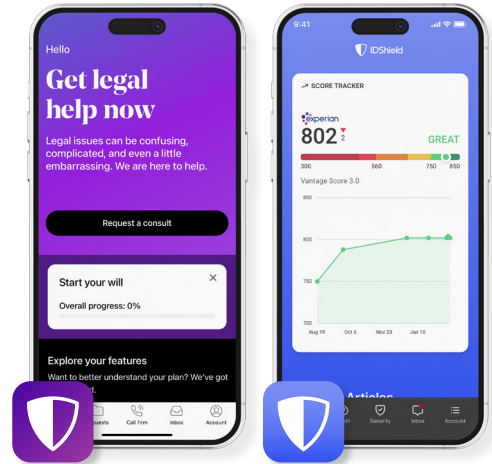 Hello
Get legal
help now
Legal issues can be confusing,
complicated, and even a little
embarrassing. We are here to help.
Request a consult
Start your will
Overall progress: 0%
Explore your features
Want to better understand your plan? We've got
Call firm
Inbox
Account
9:41
IDShield
SCORE TRACKER
experian
802 2
GREAT
300 560 750 850
Vantage Score 3.0
850
800
750
700
Aug 19 Oct 6 Nov 23 Jan 10
Articles
Security
Inbox
Account